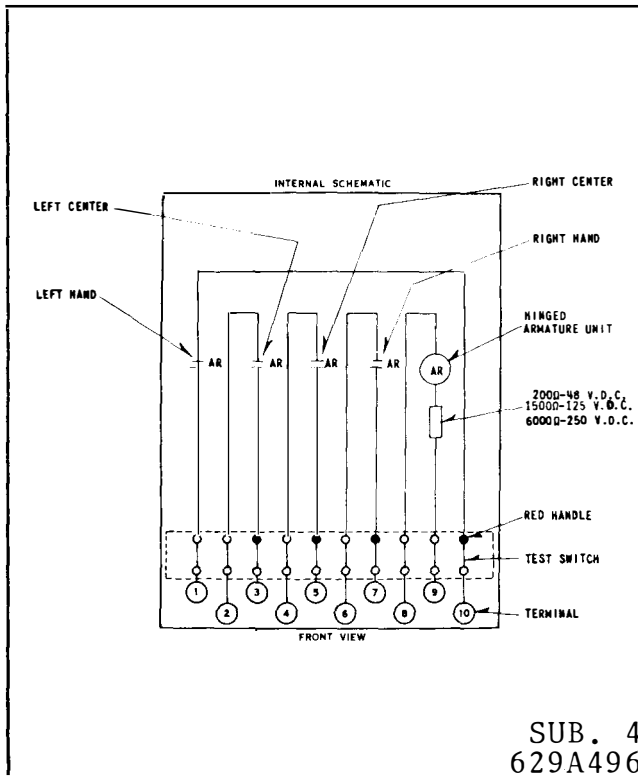 INTERNAL SCHEMATIC
RIGHT CENTER
LEFT CENTER
RIGHT HAND
LEFT HAND
HINGED
ARMATURE UNIT
AR
AR
AR
AR
AR
200Ω-48 V.D.C.
1500Ω-125 V.D.C.
6000Ω-250 V.D.C.
RED HANDLE
TEST SWITCH
1 3 5 7 9
2 4 6 8 10
TERMINAL
FRONT VIEW
SUB. 4
629A496